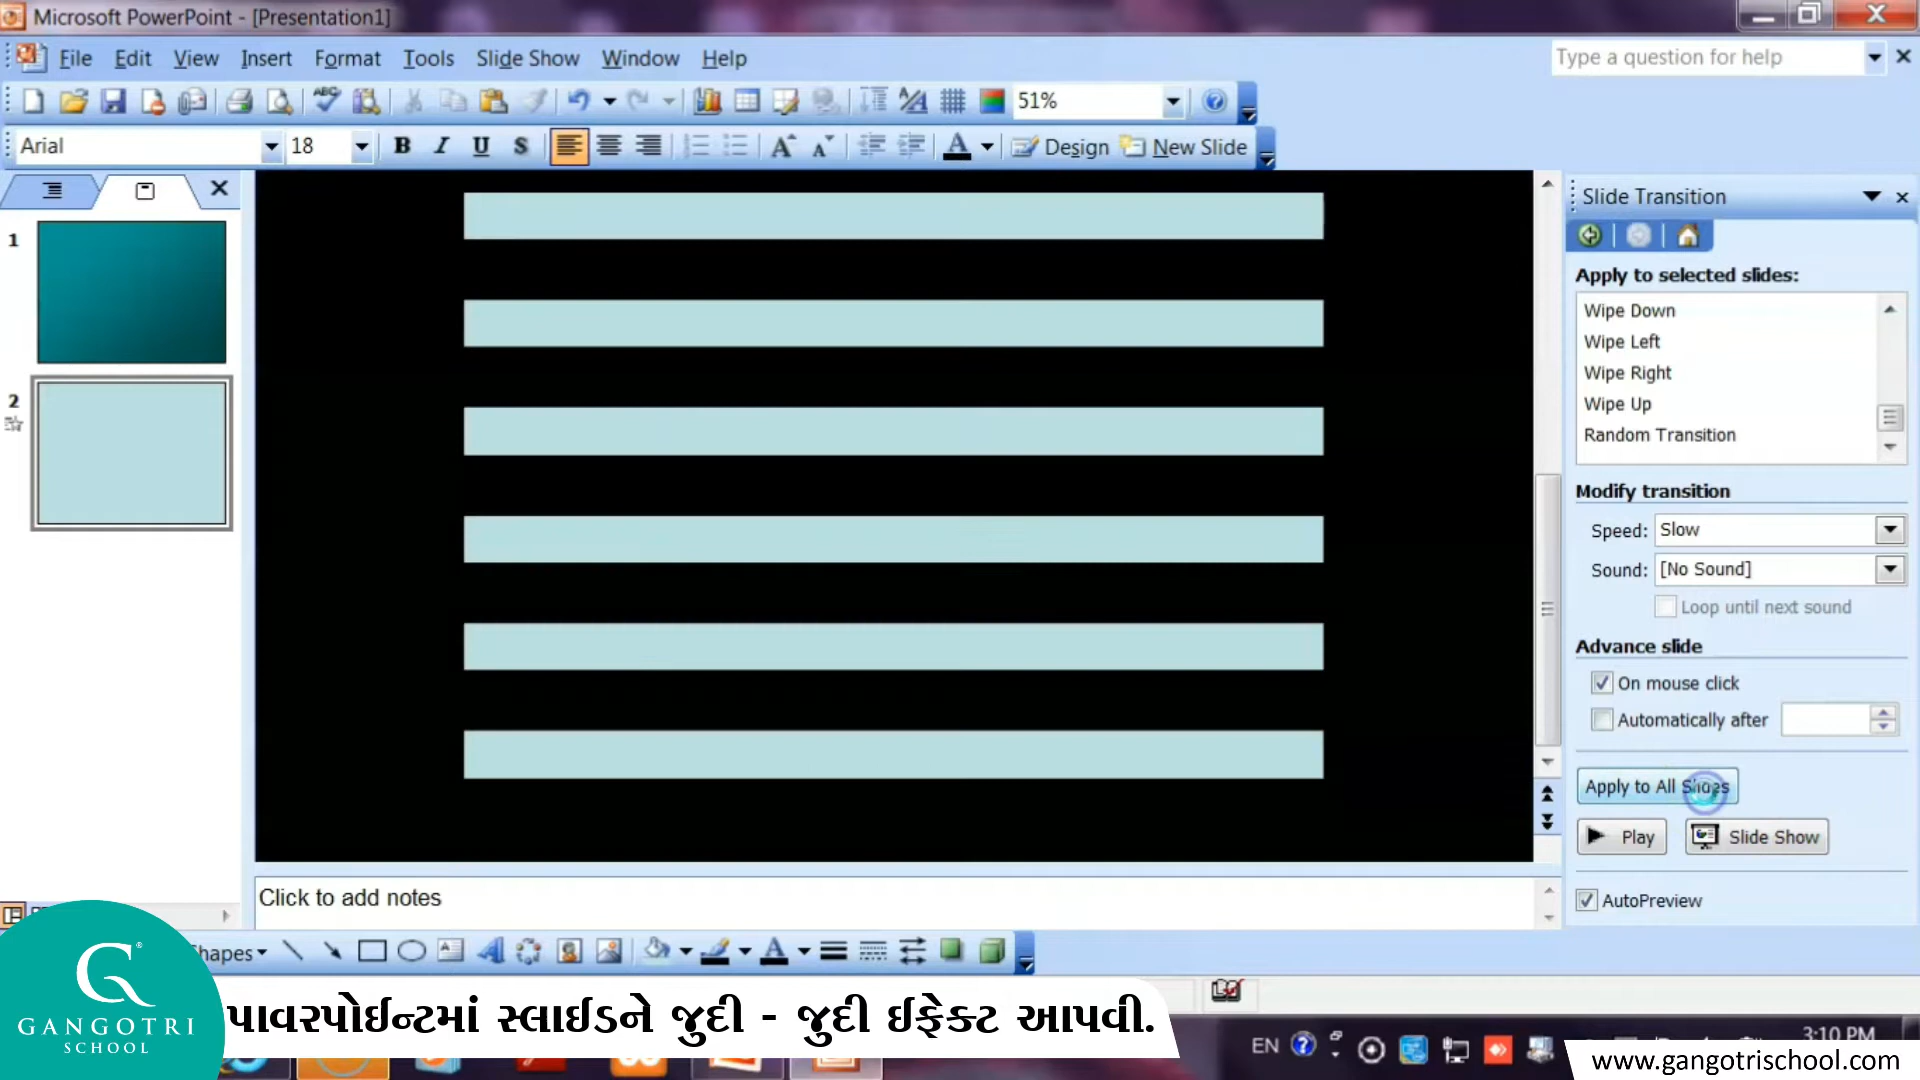 Microsoft PowerPoint - [Presentation1]
File Edit View Insert Format Tools Slide Show Window Help
Type a question for help
51%
Arial 18 B I U S A A A Design New Slide
1
2
Slide Transition
Apply to selected slides:
Wipe Down
Wipe Left
Wipe Right
Wipe Up
Random Transition
Modify transition
Speed: Slow
Sound: [No Sound]
Loop until next sound
Advance slide
On mouse click
Automatically after
Apply to All Slides
Play Slide Show
AutoPreview
Click to add notes
GANGOTRI
SCHOOL
પાવરપોઈન્ટમાં સ્લાઈડને જુદી - જુદી ઈફેક્ટ આપવી.
EN
3:10 PM
www.gangotrischool.com